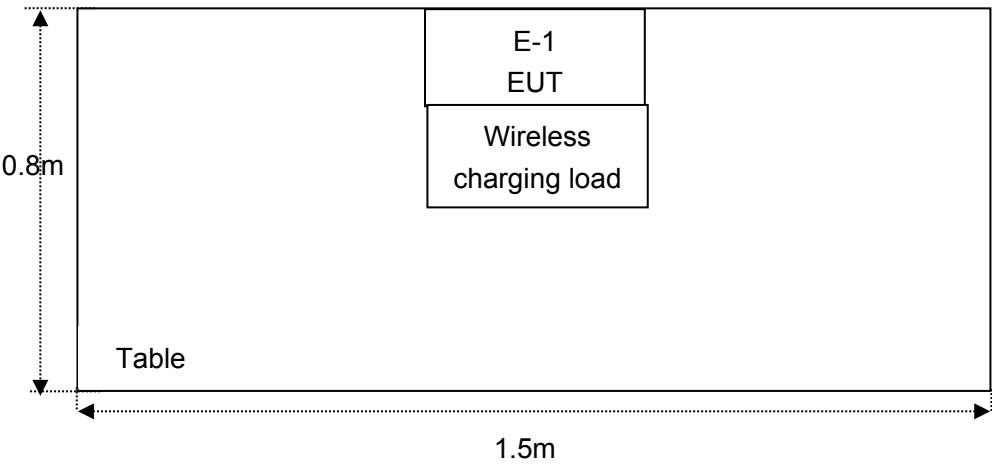 E-1
EUT
Wireless
charging load
0.8m
Table
1.5m